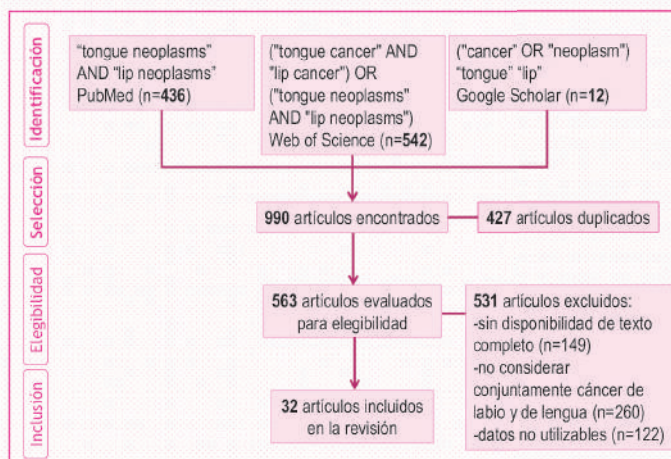 Identificación
“tongue neoplasms”
AND “lip neoplasms”
PubMed (n=436)
("tongue cancer” AND
"lip cancer”) OR
("tongue neoplasms"
AND "lip neoplasms”)
Web of Science (n=542)
("cancer” OR "neoplasm”)
“tongue” “lip”
Google Scholar (n=12)
Selección
990 artículos encontrados
427 artículos duplicados
Elegibilidad
563 artículos evaluados
para elegibilidad
531 artículos excluidos:
-sin disponibilidad de texto
completo (n=149)
-no considerar
conjuntamente cáncer de
labio y de lengua (n=260)
-datos no utilizables (n=122)
Inclusión
32 artículos incluidos
en la revisión